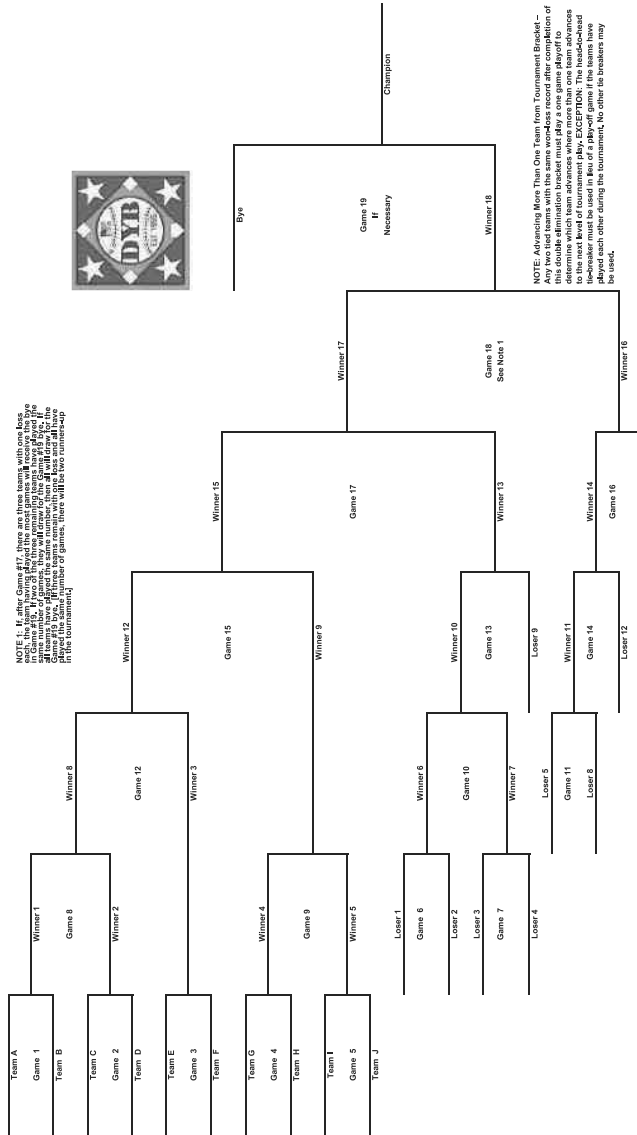 NOTE 1: If, after Game #17, there are three teams with one loss
each, the team having played the most games will receive the bye
in Game #19. If two of the three remaining teams have played the
same number of games, they will draw for the Game #19 bye. If
all teams have played the same number, then all will draw for the
Game #19 bye. [If three teams remain with one loss and all have
played the same number of games, there will be two runners-up
in the tournament.]
DYB
Team A
Game 1
Team B
Team C
Game 2
Team D
Team E
Game 3
Team F
Team G
Game 4
Team H
Team I
Game 5
Team J
Winner 1
Game 8
Winner 2
Winner 4
Game 9
Winner 5
Loser 1
Game 6
Loser 2
Loser 3
Game 7
Loser 4
Winner 8
Game 12
Winner 3
Winner 6
Game 10
Winner 7
Loser 5
Game 11
Loser 8
Winner 12
Game 15
Winner 9
Winner 10
Game 13
Loser 9
Winner 11
Game 14
Loser 12
Winner 15
Game 17
Winner 13
Winner 14
Game 16
Winner 17
Game 18
See Note 1
Winner 16
Bye
Game 19
If
Necessary
Winner 18
Champion
NOTE: Advancing More Than One Team from Tournament Bracket –
Any two tied teams with the same won-loss record after completion of
this double elimination bracket must play a one game playoff to
determine which team advances where more than one team advances
to the next level of tournament play. EXCEPTION: The head-to-head
tie-breaker must be used in lieu of a play-off game if the teams have
played each other during the tournament. No other tie breakers may
be used.